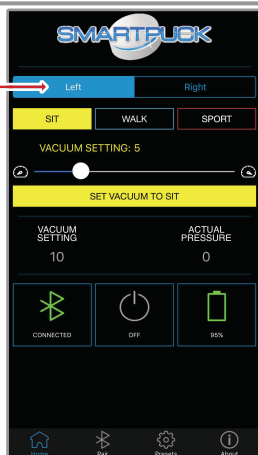 SMARTPUCK
Left Right
SIT WALK SPORT
VACUUM SETTING: 5
SET VACUUM TO SIT
VACUUM SETTING ACTUAL PRESSURE
10 0
CONNECTED OFF 95%
Home Pair Presets About